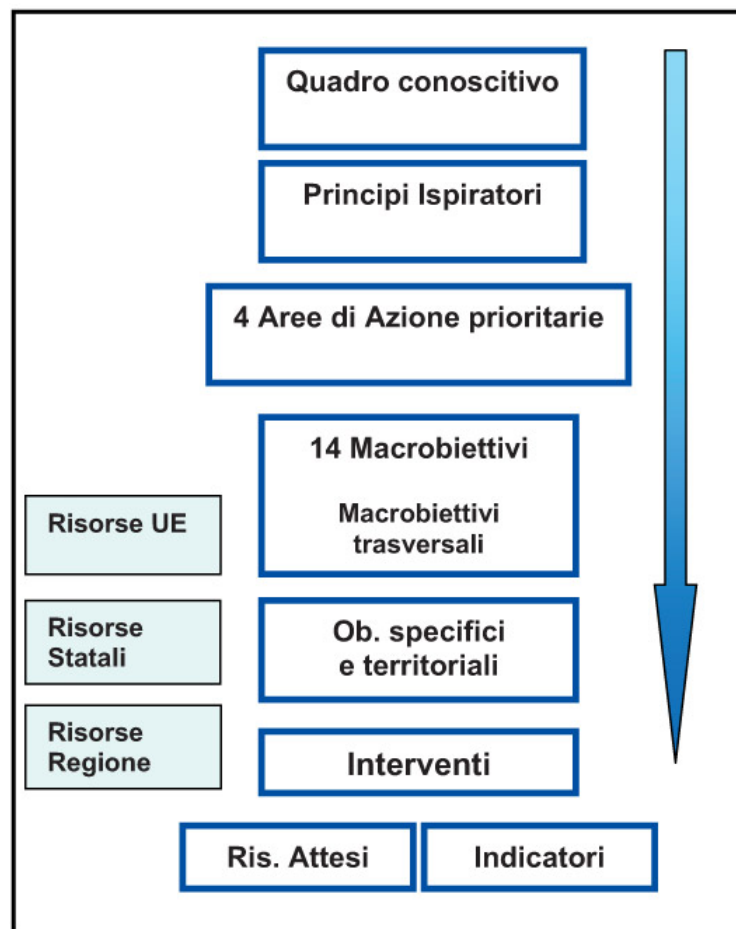 Quadro conoscitivo
Principi Ispiratori
4 Aree di Azione prioritarie
14 Macrobiettivi
Macrobiettivi
trasversali
Risorse UE
Risorse
Statali
Ob. specifici
e territoriali
Risorse
Regione
Interventi
Ris. Attesi
Indicatori